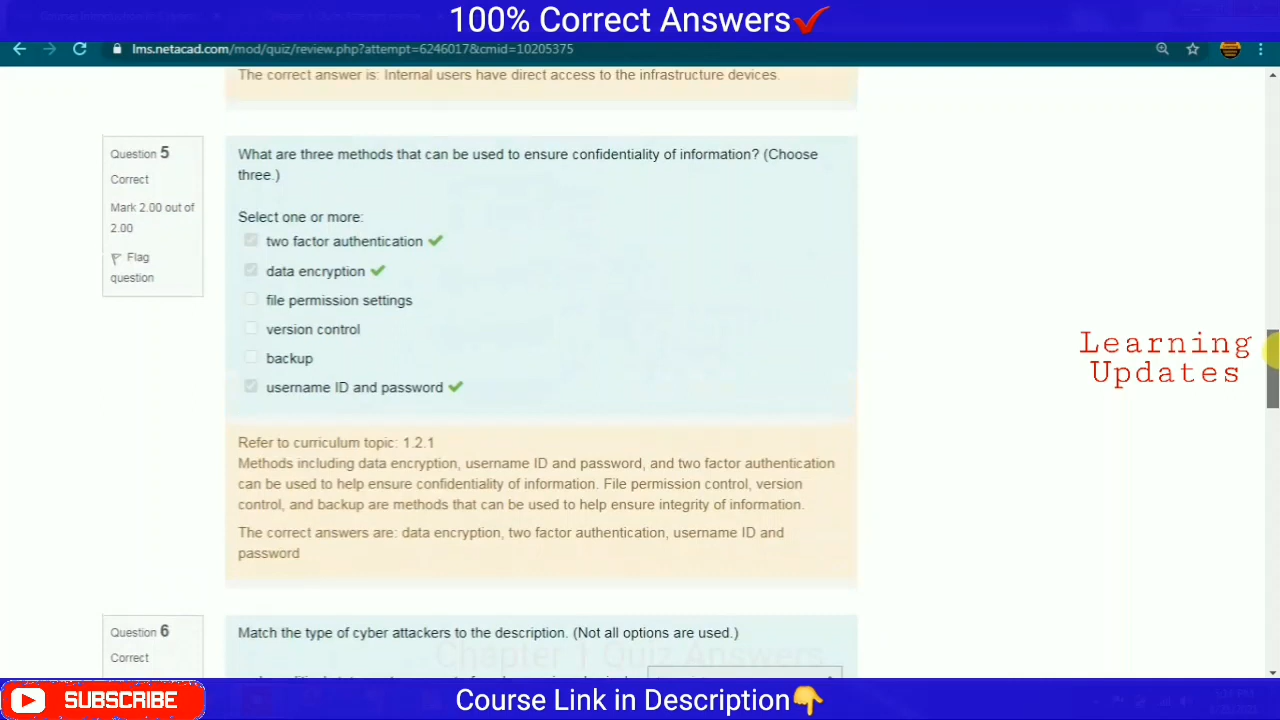 100% Correct Answers
lms.netacad.com/mod/quiz/review.php?attempt=6246017&cmid=10205375
The correct answer is: Internal users have direct access to the infrastructure devices.
Question 5
Correct
Mark 2.00 out of
2.00
Flag
question
What are three methods that can be used to ensure confidentiality of information? (Choose
three.)
Select one or more:
two factor authentication
data encryption
file permission settings
version control
backup
username ID and password
Refer to curriculum topic: 1.2.1
Methods including data encryption, username ID and password, and two factor authentication
can be used to help ensure confidentiality of information. File permission control, version
control, and backup are methods that can be used to help ensure integrity of information.
The correct answers are: data encryption, two factor authentication, username ID and
password
Learning
Updates
Question 6
Correct
Match the type of cyber attackers to the description. (Not all options are used.)
Chapter 1 Quiz Answers
SUBSCRIBE
Course Link in Description